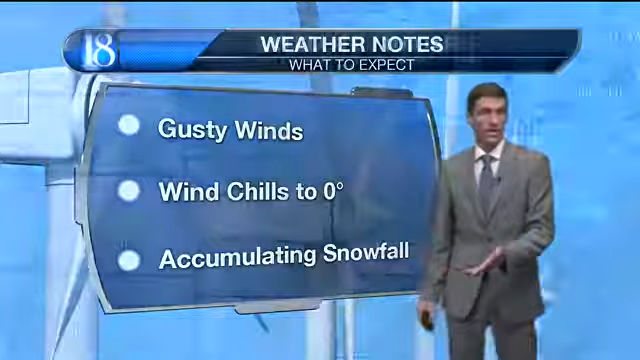 18
WEATHER NOTES
WHAT TO EXPECT
Gusty Winds
Wind Chills to 0°
Accumulating Snowfall